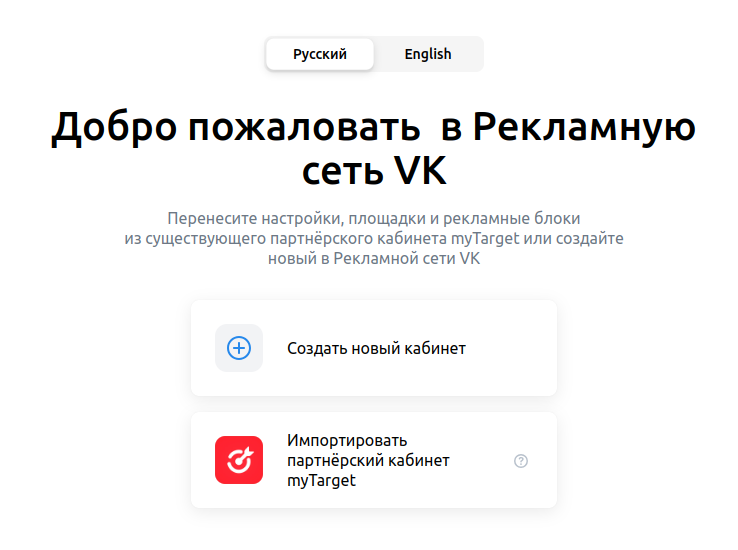 Русский English
Добро пожаловать в Рекламную
сеть VK
Перенесите настройки, площадки и рекламные блоки
из существующего партнёрского кабинета myTarget или создайте
новый в Рекламной сети VK
Создать новый кабинет
Импортировать
партнёрский кабинет
myTarget
?